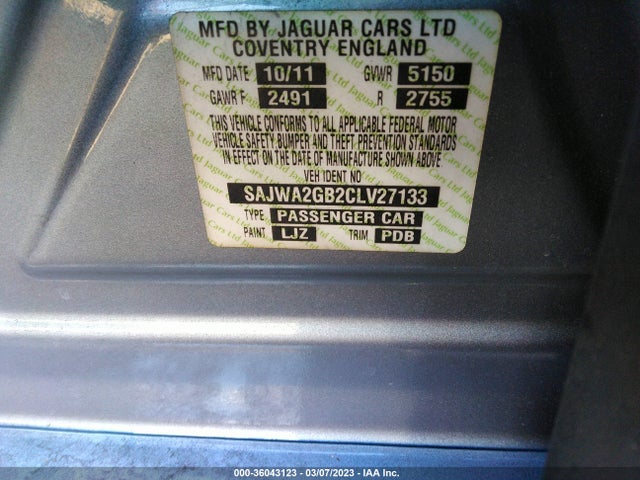 MFD BY JAGUAR CARS LTD
COVENTRY ENGLAND
MFD DATE 10/11 GVWR 5150
GAWR F 2491 R 2755
THIS VEHICLE CONFORMS TO ALL APPLICABLE FEDERAL MOTOR
VEHICLE SAFETY, BUMPER AND THEFT PREVENTION STANDARDS
IN EFFECT ON THE DATE OF MANUFACTURE SHOWN ABOVE
VEH IDENT NO
SAJWA2GB2CLV27133
TYPE PASSENGER CAR
PAINT LJZ TRIM PDB
000-36043123 — 03/07/2023 — IAA Inc.